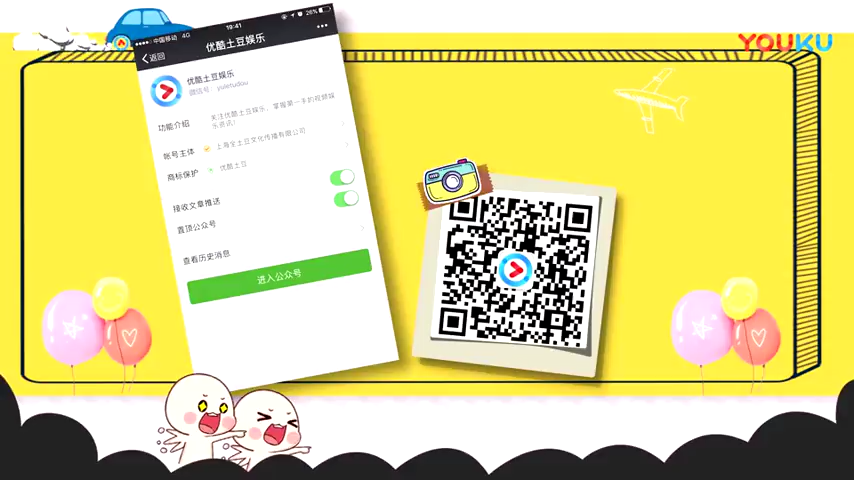 中国移动 4G
19:41
26%
返回
优酷土豆娱乐
优酷土豆娱乐
微信号: yuletudou
功能介绍
关注优酷土豆娱乐,掌握第一手的视频娱
乐资讯!
账号主体
上海全土豆文化传播有限公司
商标保护
优酷土豆
接收文章推送
置顶公众号
查看历史消息
进入公众号
YOUKU